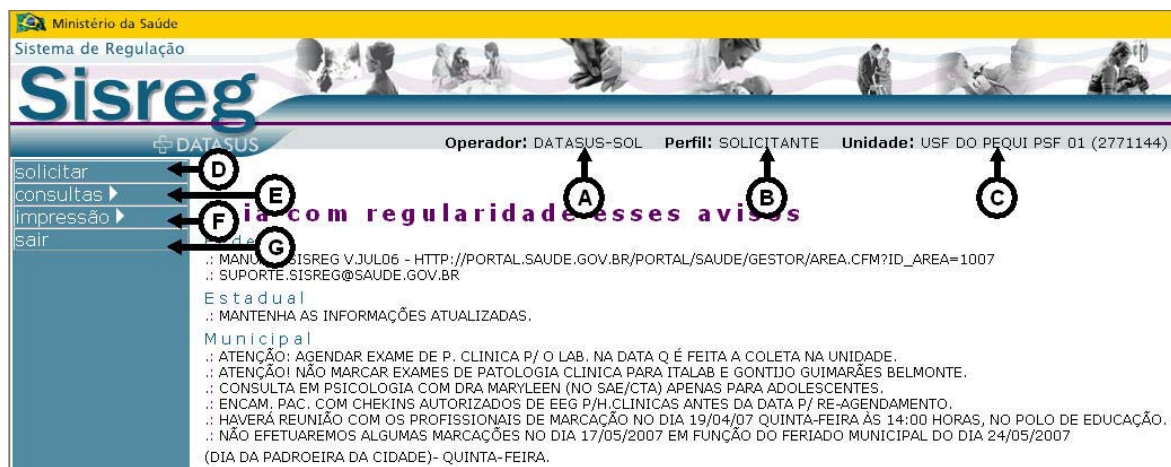 Ministério da Saúde
Sistema de Regulação
Sisreg
DATASUS
Operador: DATASUS-SOL Perfil: SOLICITANTE Unidade: USF DO PEQUI PSF 01 (2771144)
A B C
solicitar D
consultas E
impressão F
sair G
com regularidade esses avisos
.: MANUAL SISREG V.JUL06 - HTTP://PORTAL.SAUDE.GOV.BR/PORTAL/SAUDE/GESTOR/AREA.CFM?ID_AREA=1007
.: SUPORTE.SISREG@SAUDE.GOV.BR
Estadual
.: MANTENHA AS INFORMAÇÕES ATUALIZADAS.
Municipal
.: ATENÇÃO: AGENDAR EXAME DE P. CLINICA P/ O LAB. NA DATA Q É FEITA A COLETA NA UNIDADE.
.: ATENÇÃO! NÃO MARCAR EXAMES DE PATOLOGIA CLINICA PARA ITALAB E GONTIJO GUIMARÃES BELMONTE.
.: CONSULTA EM PSICOLOGIA COM DRA MARYLEEN (NO SAE/CTA) APENAS PARA ADOLESCENTES.
.: ENCAM. PAC. COM CHEKINS AUTORIZADOS DE EEG P/H.CLINICAS ANTES DA DATA P/ RE-AGENDAMENTO.
.: HAVERÁ REUNIÃO COM OS PROFISSIONAIS DE MARCAÇÃO NO DIA 19/04/07 QUINTA-FEIRA ÀS 14:00 HORAS, NO POLO DE EDUCAÇÃO.
.: NÃO EFETUAREMOS ALGUMAS MARCAÇÕES NO DIA 17/05/2007 EM FUNÇÃO DO FERIADO MUNICIPAL DO DIA 24/05/2007
(DIA DA PADROEIRA DA CIDADE)- QUINTA-FEIRA.